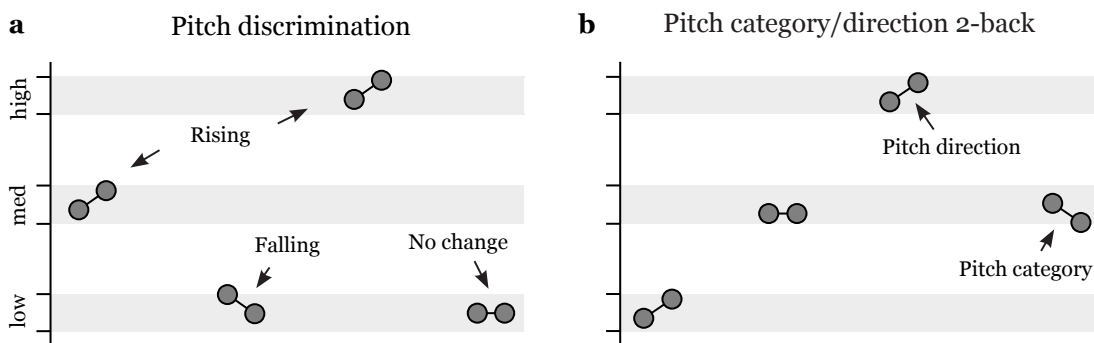 a
Pitch discrimination
high
med
low
Rising
Falling
No change
b
Pitch category/direction 2-back
Pitch direction
Pitch category